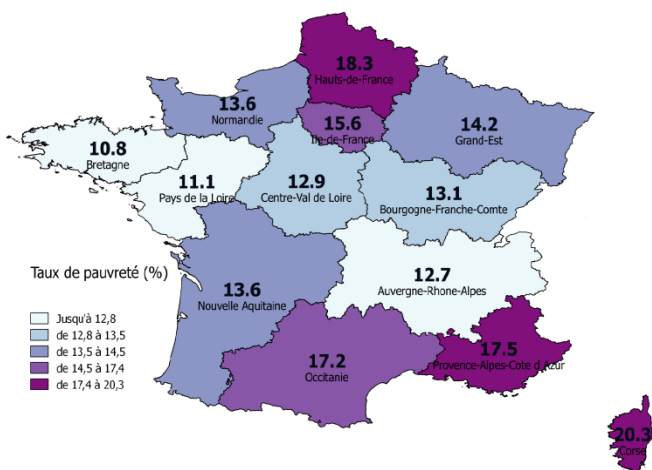 18.3
Hauts-de-France
13.6
Normandie
15.6
Ile-de-France
14.2
Grand-Est
10.8
Bretagne
11.1
Pays de la Loire
12.9
Centre-Val de Loire
13.1
Bourgogne-Franche-Comte
Taux de pauvreté (%)
13.6
Nouvelle Aquitaine
12.7
Auvergne-Rhone-Alpes
Jusqu'à 12,8
de 12,8 à 13,5
de 13,5 à 14,5
de 14,5 à 17,4
de 17,4 à 20,3
17.2
Occitanie
17.5
Provence-Alpes-Cote d Azur
20.3
Corse